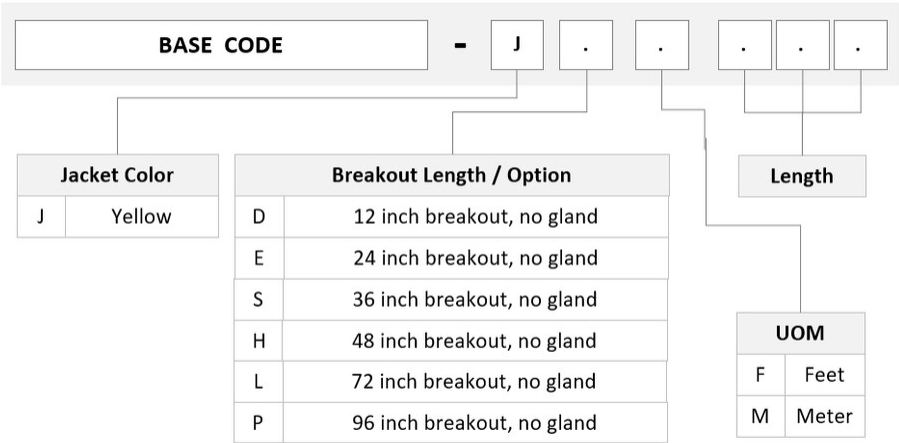 BASE CODE - J . . . . .
Jacket Color
J Yellow
Breakout Length / Option
D 12 inch breakout, no gland
E 24 inch breakout, no gland
S 36 inch breakout, no gland
H 48 inch breakout, no gland
L 72 inch breakout, no gland
P 96 inch breakout, no gland
Length
UOM
F Feet
M Meter